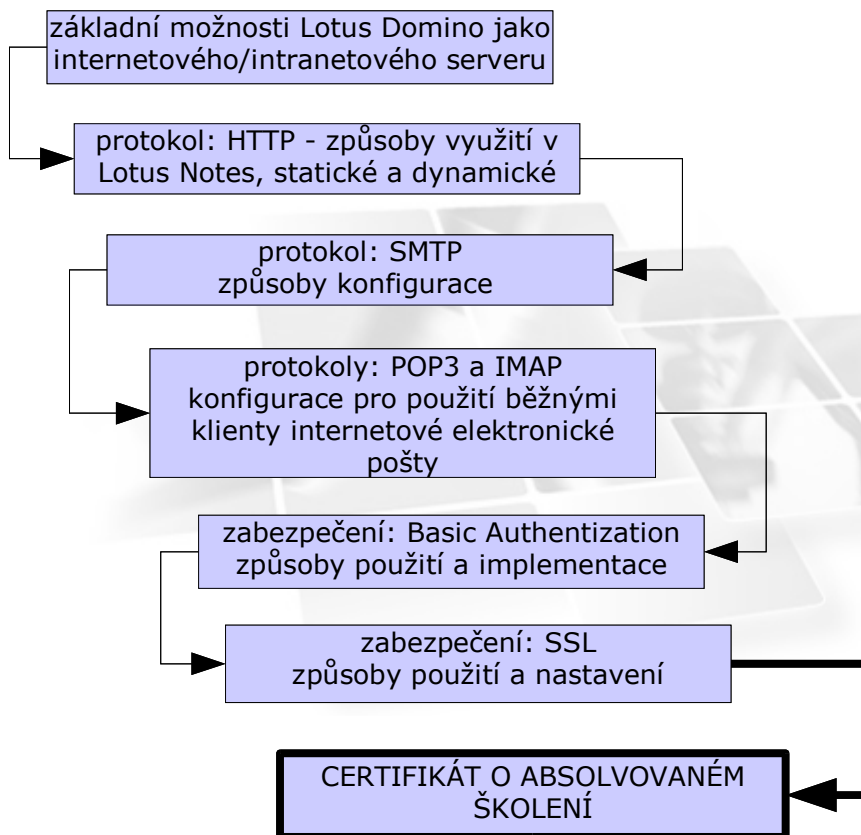 základní možnosti Lotus Domino jako
internetového/intranetového serveru
protokol: HTTP - způsoby využití v
Lotus Notes, statické a dynamické
protokol: SMTP
způsoby konfigurace
protokoly: POP3 a IMAP
konfigurace pro použití běžnými
klienty internetové elektronické
pošty
zabezpečení: Basic Authentization
způsoby použití a implementace
zabezpečení: SSL
způsoby použití a nastavení
CERTIFIKÁT O ABSOLVOVANÉM
ŠKOLENÍ